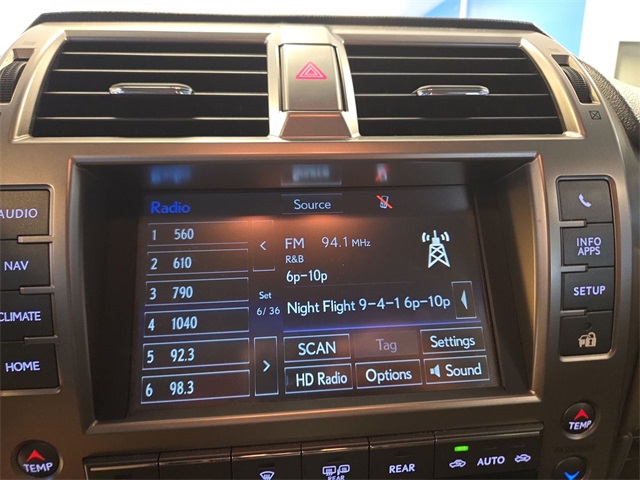 Radio
Source
AUDIO
NAV
CLIMATE
HOME
1 560
2 610
3 790
4 1040
5 92.3
6 98.3
Set
6/36
FM 94.1 MHz
R&B
6p-10p
Night Flight 9-4-1 6p-10p
SCAN
Tag
Settings
HD Radio
Options
Sound
INFO
APPS
SETUP
TEMP
TEMP
REAR
REAR
AUTO